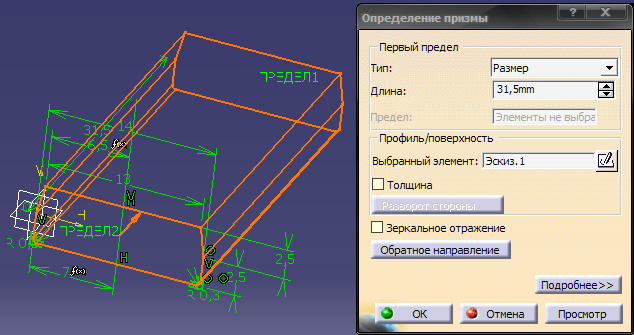 ПРЕДЕЛ1
31,5
14
6,5
f(x)
13
V
ПРЕДЕЛ2
H
V
R 0,3
7
f(x)
2,5
2,5
R 0,3
Определение призмы
?
X
Первый предел
Тип:
Размер
Длина:
31,5mm
Предел:
Элементы не выбра
Профиль/поверхность
Выбранный элемент:
Эскиз.1
Толщина
Разворот стороны
Зеркальное отражение
Обратное направление
Подробнее>>
OK
Отмена
Просмотр